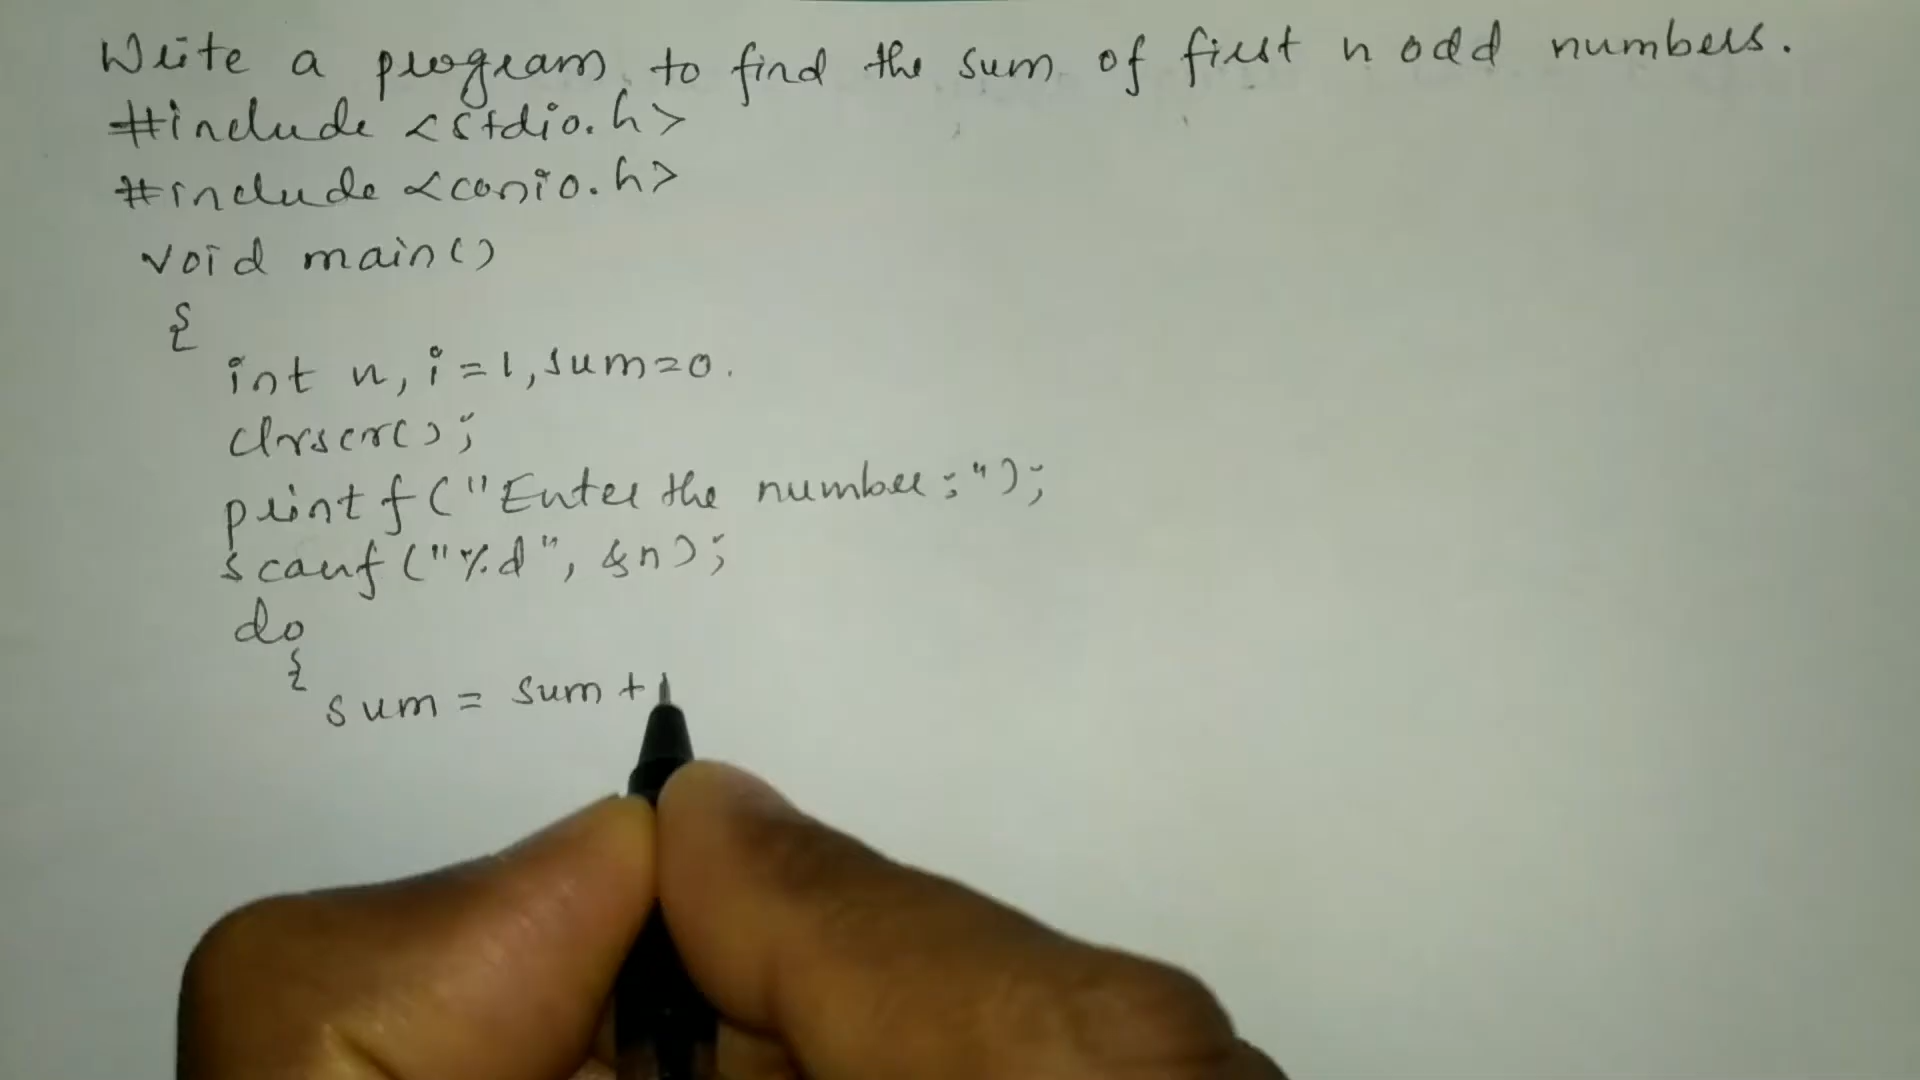 Write a program to find the sum of first n odd numbers.
#include <stdio.h>
#include <conio.h>
void main()
{
int n, i=1, sum=0.
clrscr();
printf("Enter the number:");
scanf("%d", &n);
do
{
sum = sum +